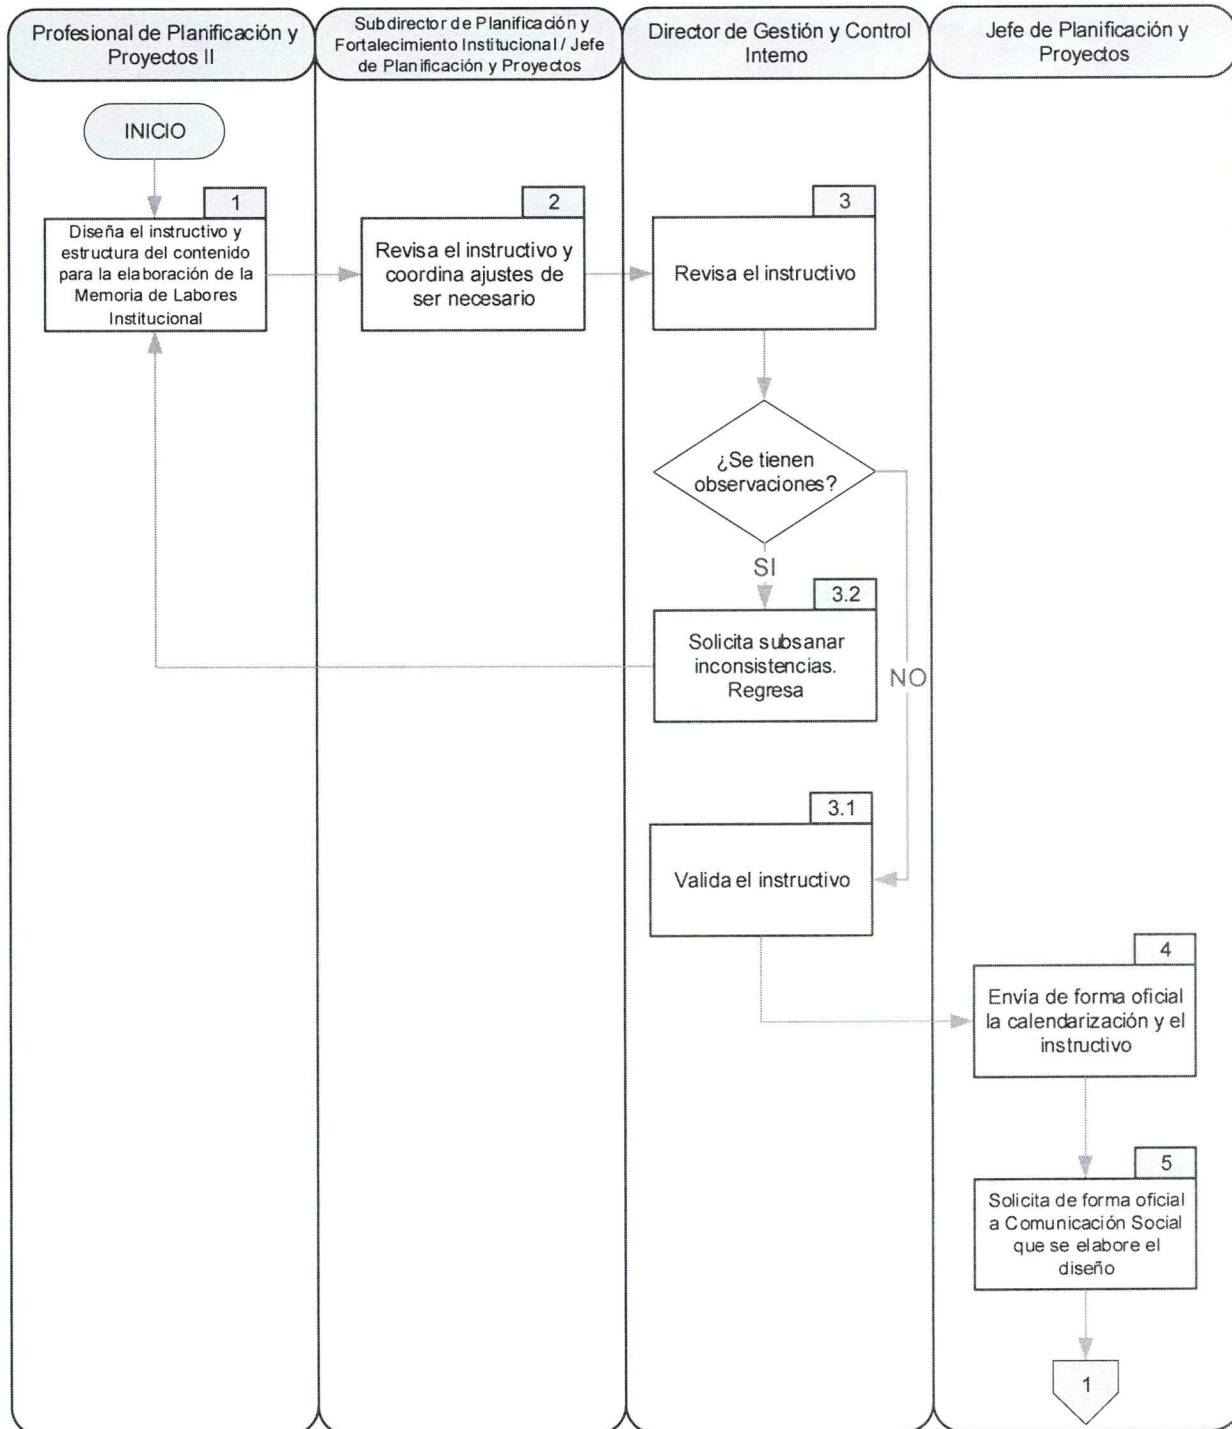 Profesional de Planificación y
Proyectos II
Subdirector de Planificación y
Fortalecimiento Institucional / Jefe
de Planificación y Proyectos
Director de Gestión y Control
Interno
Jefe de Planificación y
Proyectos
INICIO
1
Diseña el instructivo y
estructura del contenido
para la elaboración de la
Memoria de Labores
Institucional
2
Revisa el instructivo y
coordina ajustes de
ser necesario
3
Revisa el instructivo
¿Se tienen
observaciones?
SI
NO
3.2
Solicita subsanar
inconsistencias.
Regresa
3.1
Valida el instructivo
4
Envía de forma oficial
la calendarización y el
instructivo
5
Solicita de forma oficial
a Comunicación Social
que se elabore el
diseño
1